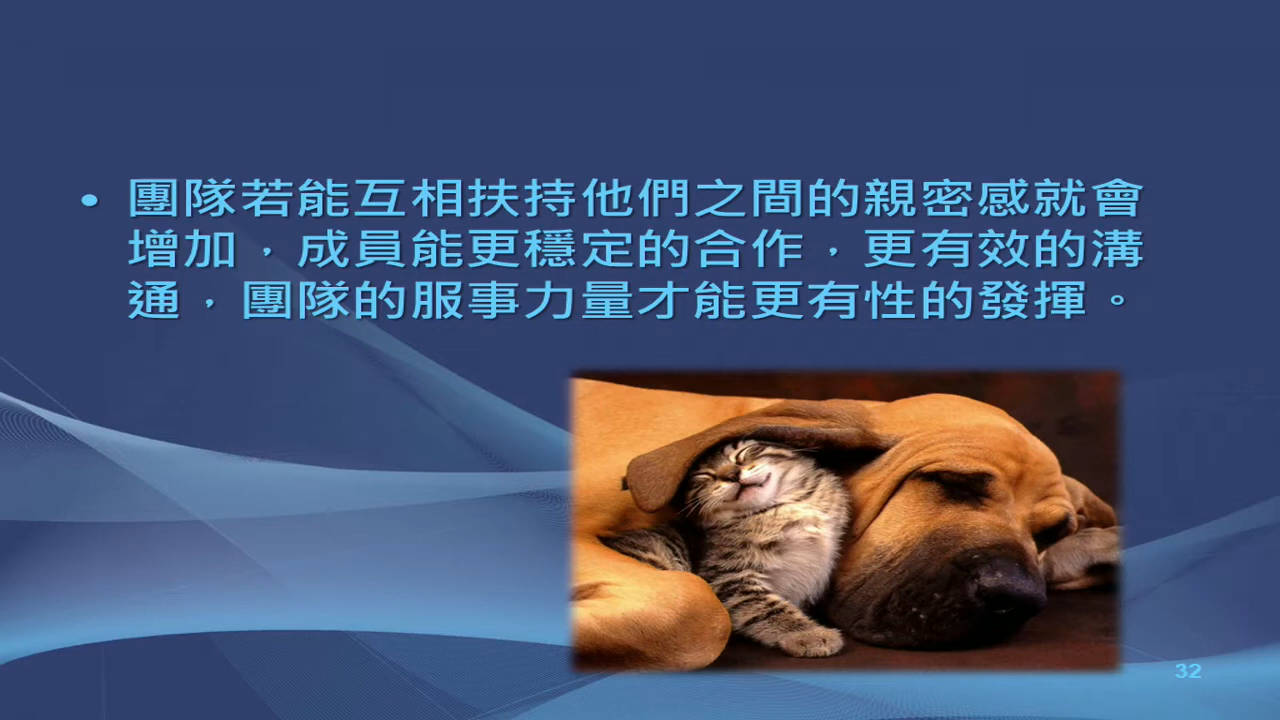 • 團隊若能互相扶持他們之間的親密感就會
增加，成員能更穩定的合作，更有效的溝
通，團隊的服事力量才能更有性的發揮。
32